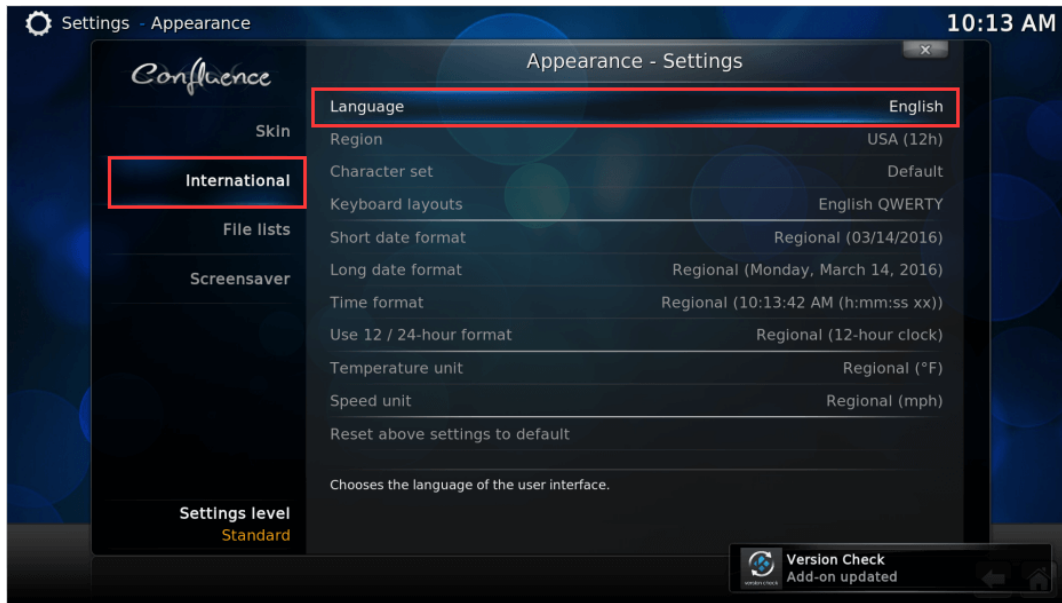 Settings - Appearance
10:13 AM
Confluence
Appearance - Settings
Skin
International
File lists
Screensaver
Language English
Region USA (12h)
Character set Default
Keyboard layouts English QWERTY
Short date format Regional (03/14/2016)
Long date format Regional (Monday, March 14, 2016)
Time format Regional (10:13:42 AM (h:mm:ss xx))
Use 12 / 24-hour format Regional (12-hour clock)
Temperature unit Regional (°F)
Speed unit Regional (mph)
Reset above settings to default
Chooses the language of the user interface.
Settings level
Standard
version check
Version Check
Add-on updated